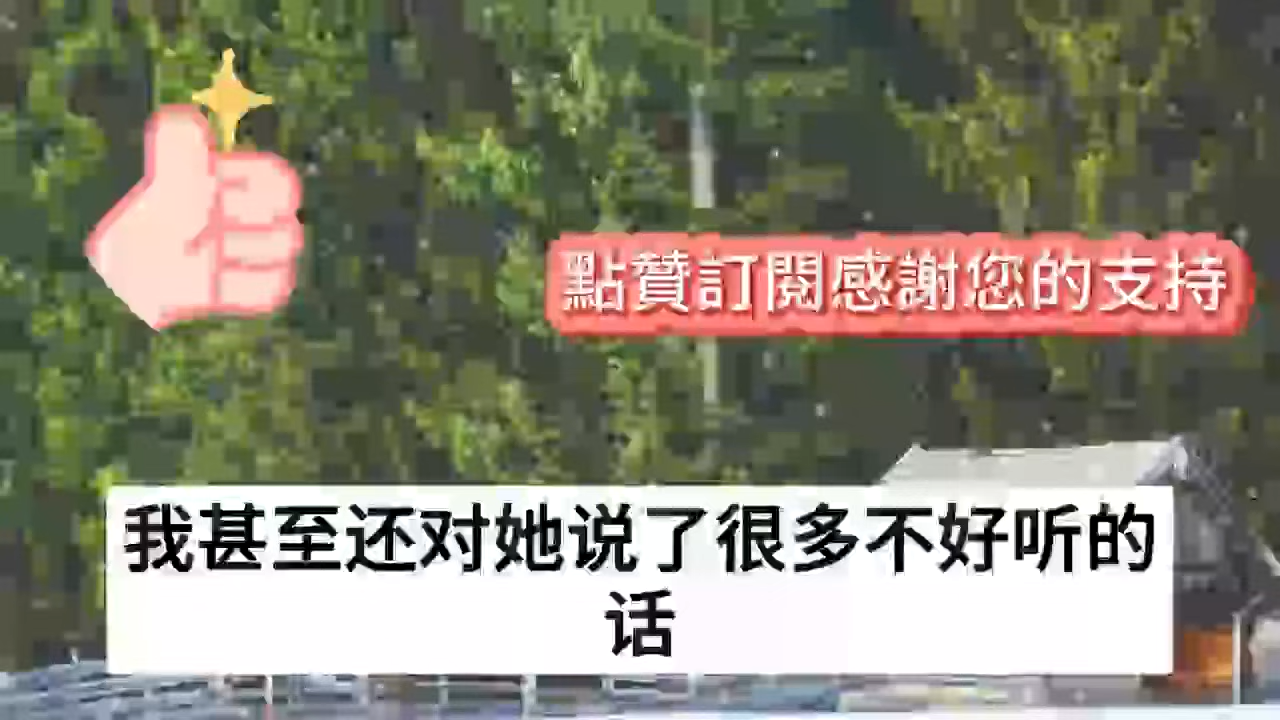 點贊訂閱感謝您的支持
我甚至还对她说了很多不好听的
话